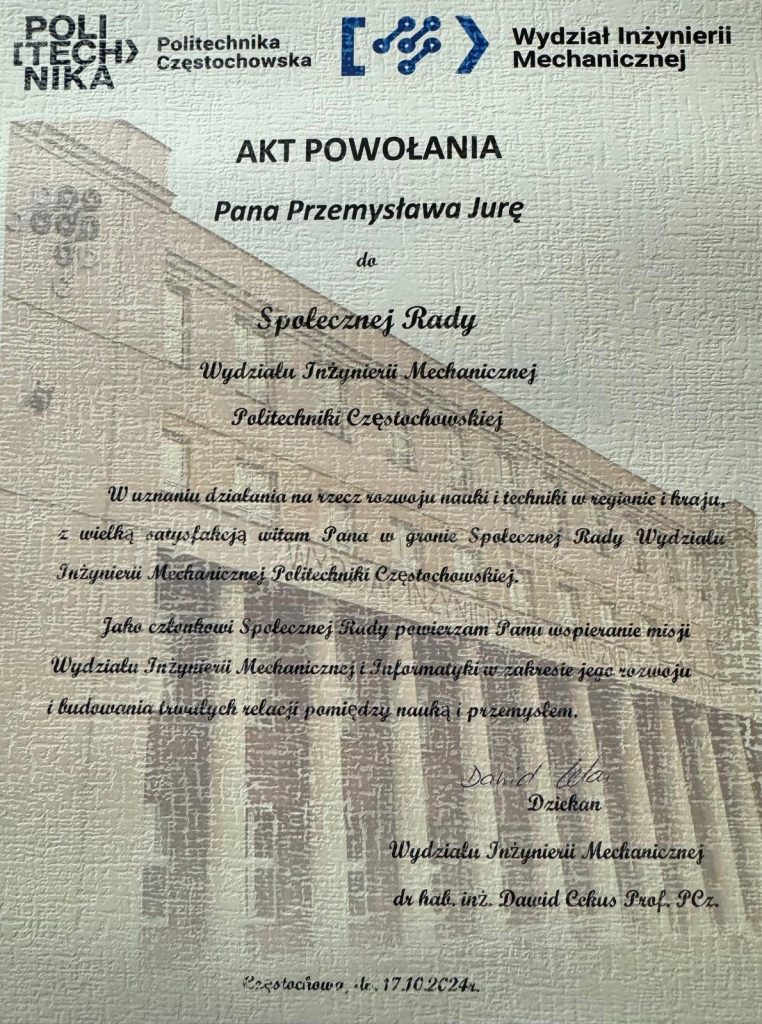 POLI
[TECH>
NIKA
Politechnika
Częstochowska
Wydział Inżynierii
Mechanicznej
AKT POWOŁANIA
Pana Przemysława Jurę
do
Społecznej Rady
Wydziału Inżynierii Mechanicznej
Politechniki Częstochowskiej
W uznaniu działania na rzecz rozwoju nauki i techniki w regionie i kraju,
z wielką satysfakcją witam Pana w gronie Społecznej Rady Wydziału
Inżynierii Mechanicznej Politechniki Częstochowskiej.
Jako członkowi Społecznej Rady powierzam Panu wspieranie misji
Wydziału Inżynierii Mechanicznej i Informatyki w zakresie jego rozwoju
i budowania trwałych relacji pomiędzy nauką i przemysłem.
Dawid Cekus
Dziekan
Wydziału Inżynierii Mechanicznej
dr hab. inż. Dawid Cekus Prof. PCz.
Częstochowa, dn. 17.10.2024r.